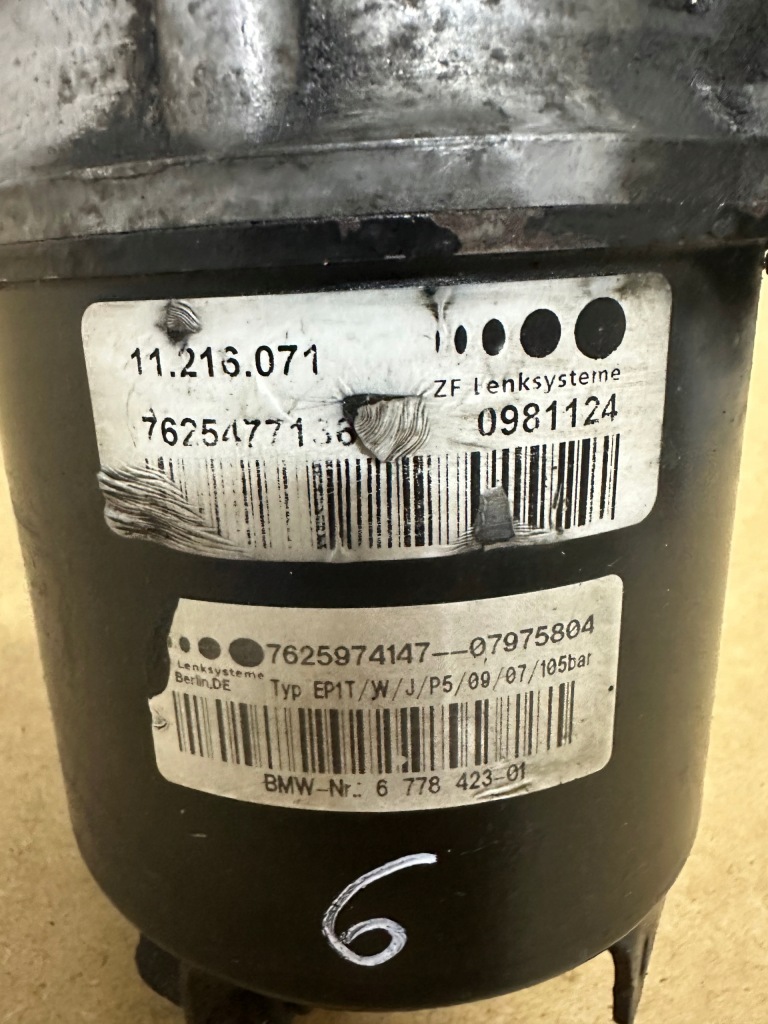 11.216.071
ZF Lenksysteme
0981124
7625974147--07975804
Lenksysteme
Berlin,DE
Typ EP1T/W/J/P5/09/07/105bar
BMW-Nr.: 6 778 423-01
6